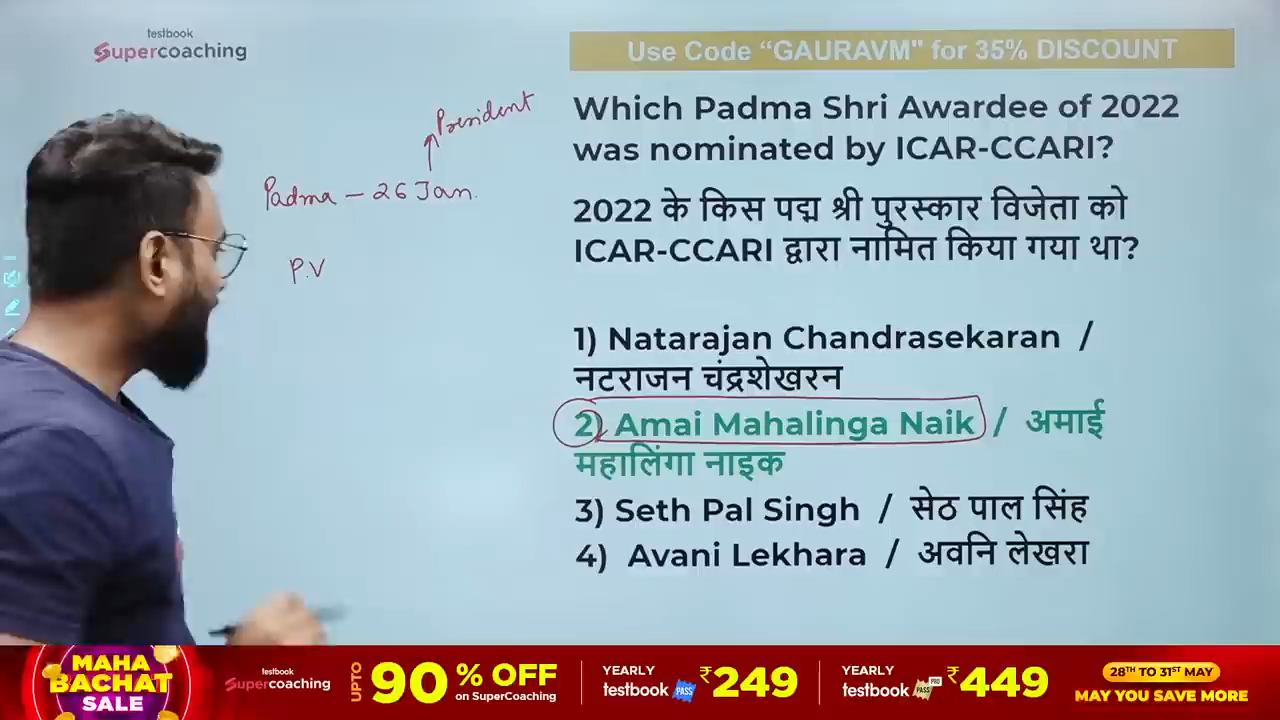 testbook
Supercoaching
Use Code “GAURAVM" for 35% DISCOUNT
President
Padma - 26 Jan.
P.V
Which Padma Shri Awardee of 2022
was nominated by ICAR-CCARI?
2022 के किस पद्म श्री पुरस्कार विजेता को
ICAR-CCARI द्वारा नामित किया गया था?
1) Natarajan Chandrasekaran /
नटराजन चंद्रशेखरन
2) Amai Mahalinga Naik / अमाई
महालिंगा नाइक
3) Seth Pal Singh / सेठ पाल सिंह
4) Avani Lekhara / अवनि लेखरा
MAHA
BACHAT
SALE
testbook
Supercoaching
UPTO 90% OFF
on SuperCoaching
YEARLY
testbook PASS ₹249
YEARLY
testbook PASS PRO ₹449
28TH TO 31ST MAY
MAY YOU SAVE MORE